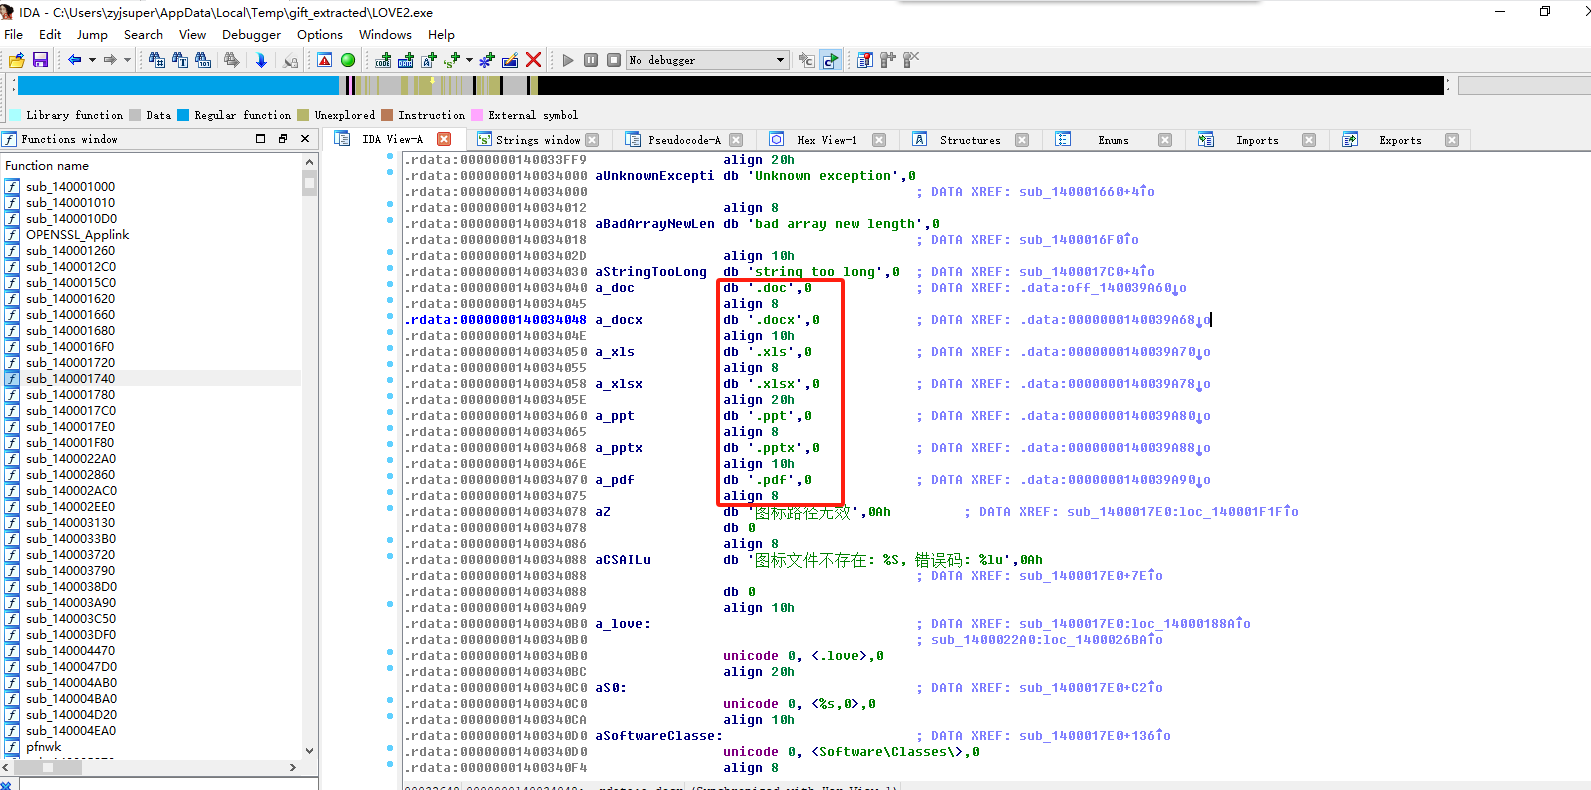 IDA - C:\Users\zyjsuper\AppData\Local\Temp\gift_extracted\LOVE2.exe
File Edit Jump Search View Debugger Options Windows Help
No debugger
Library function Data Regular function Unexplored Instruction External symbol
Functions window
IDA View-A Strings window Pseudocode-A Hex View-1 Structures Enums Imports Exports
Function name
sub_140001000
sub_140001010
sub_1400010D0
OPENSSL_Applink
sub_140001260
sub_1400012C0
sub_1400015C0
sub_140001620
sub_140001660
sub_140001680
sub_1400016F0
sub_140001720
sub_140001740
sub_140001780
sub_1400017C0
sub_1400017E0
sub_140001F80
sub_1400022A0
sub_140002860
sub_140002AC0
sub_140002EE0
sub_140003130
sub_1400033B0
sub_140003720
sub_140003790
sub_1400038D0
sub_140003A90
sub_140003C50
sub_140003DF0
sub_140004470
sub_1400047D0
sub_140004AB0
sub_140004BA0
sub_140004D20
sub_140004EA0
pfnwk
.rdata:0000000140033FF9 align 20h
.rdata:0000000140034000 aUnknownExcepti db 'Unknown exception',0
.rdata:0000000140034000 ; DATA XREF: sub_140001660+4↑o
.rdata:0000000140034012 align 8
.rdata:0000000140034018 aBadArrayNewLen db 'bad array new length',0
.rdata:0000000140034018 ; DATA XREF: sub_1400016F0↑o
.rdata:000000014003402D align 10h
.rdata:0000000140034030 aStringTooLong db 'string too long',0 ; DATA XREF: sub_1400017C0+4↑o
.rdata:0000000140034040 a_doc db '.doc',0 ; DATA XREF: .data:off_140039A60↓o
.rdata:0000000140034045 align 8
.rdata:0000000140034048 a_docx db '.docx',0 ; DATA XREF: .data:0000000140039A68↓o
.rdata:000000014003404E align 10h
.rdata:0000000140034050 a_xls db '.xls',0 ; DATA XREF: .data:0000000140039A70↓o
.rdata:0000000140034055 align 8
.rdata:0000000140034058 a_xlsx db '.xlsx',0 ; DATA XREF: .data:0000000140039A78↓o
.rdata:000000014003405E align 20h
.rdata:0000000140034060 a_ppt db '.ppt',0 ; DATA XREF: .data:0000000140039A80↓o
.rdata:0000000140034065 align 8
.rdata:0000000140034068 a_pptx db '.pptx',0 ; DATA XREF: .data:0000000140039A88↓o
.rdata:000000014003406E align 10h
.rdata:0000000140034070 a_pdf db '.pdf',0 ; DATA XREF: .data:0000000140039A90↓o
.rdata:0000000140034075 align 8
.rdata:0000000140034078 aZ db '图标路径无效',0Ah ; DATA XREF: sub_1400017E0:loc_140001F1F↑o
.rdata:0000000140034078 db 0
.rdata:0000000140034086 align 8
.rdata:0000000140034088 aCSAILu db '图标文件不存在: %S, 错误码: %lu',0Ah
.rdata:0000000140034088 ; DATA XREF: sub_1400017E0+7E↑o
.rdata:0000000140034088 db 0
.rdata:00000001400340A9 align 10h
.rdata:00000001400340B0 a_love: ; DATA XREF: sub_1400017E0:loc_14000188A↑o
.rdata:00000001400340B0 ; sub_1400022A0:loc_1400026BA↑o
.rdata:00000001400340B0 unicode 0, <.love>,0
.rdata:00000001400340BC align 20h
.rdata:00000001400340C0 aS0: ; DATA XREF: sub_1400017E0+C2↑o
.rdata:00000001400340C0 unicode 0, <%s,0>,0
.rdata:00000001400340CA align 10h
.rdata:00000001400340D0 aSoftwareClasse: ; DATA XREF: sub_1400017E0+136↑o
.rdata:00000001400340D0 unicode 0, <Software\Classes\>,0
.rdata:00000001400340F4 align 8